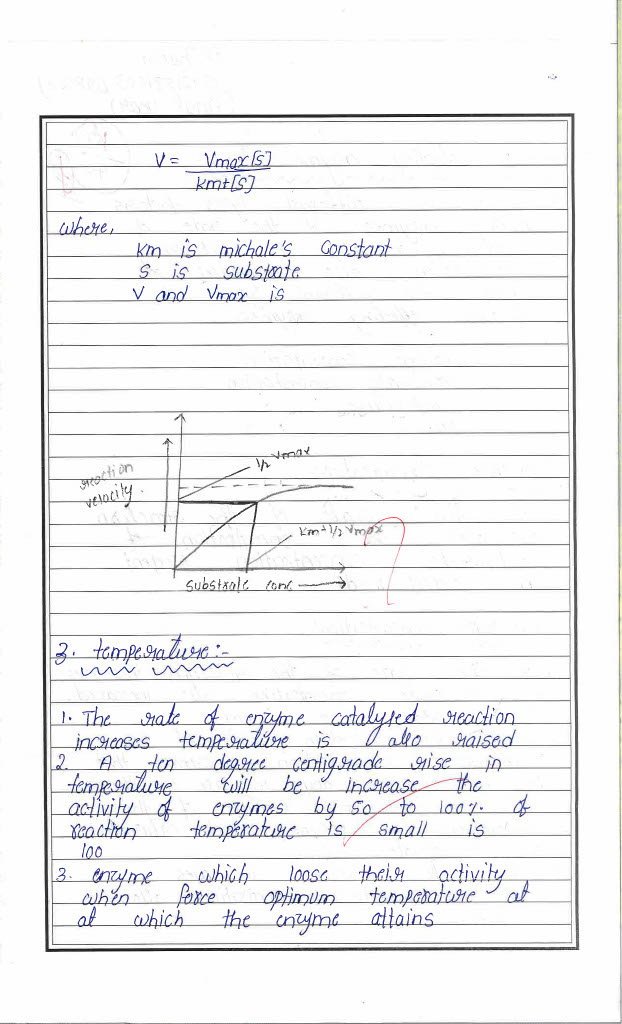 V = Vmax[S]
km+[S]
where,
km is michale's Constant
S is substrate
V and Vmax is
1/2 Vmax
reaction
velocity.
km + 1/2 Vmax
substrate conc
3. temperature :-
1. The rate of enzyme catalysed reaction
increases temperature is also raised
2. A ten degree centigrade rise in
temperature will be increase the
activity of enzymes by 50 to 100%. of
reaction temperature is small is
100
3. enzyme which loose their activity
when force optimum temperature at
at which the enzyme attains